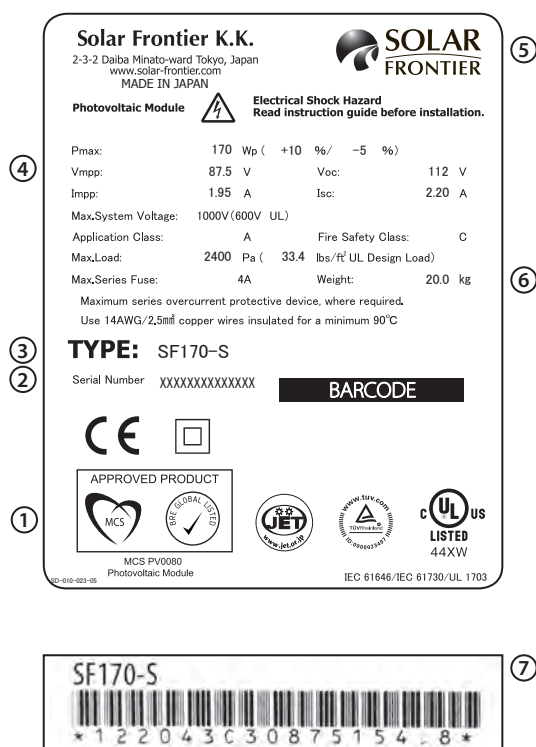 Solar Frontier K.K.
2-3-2 Daiba Minato-ward Tokyo, Japan
www.solar-frontier.com
MADE IN JAPAN
SOLAR
FRONTIER
⑤
Photovoltaic Module
Electrical Shock Hazard
Read instruction guide before installation.
④
Pmax: 170 Wp ( +10 %/ -5 %)
Vmpp: 87.5 V Voc: 112 V
Impp: 1.95 A Isc: 2.20 A
Max.System Voltage: 1000V(600V UL)
Application Class: A Fire Safety Class: C
Max.Load: 2400 Pa ( 33.4 lbs/ft² UL Design Load)
Max.Series Fuse: 4A Weight: 20.0 kg
⑥
Maximum series overcurrent protective device, where required.
Use 14AWG/2.5㎟ copper wires insulated for a minimum 90°C
③
TYPE: SF170-S
②
Serial Number XXXXXXXXXXXXXX
BARCODE
CE
①
APPROVED PRODUCT
MCS
BRE GLOBAL LISTED
MCS PV0080
Photovoltaic Module
JET
www.jet.or.jp
www.tuv.com
TÜVRheinland
C UL US
LISTED
44XW
SD-010-023-05
IEC 61646/IEC 61730/UL 1703
⑦
SF170-S
*122043C30875154.8*